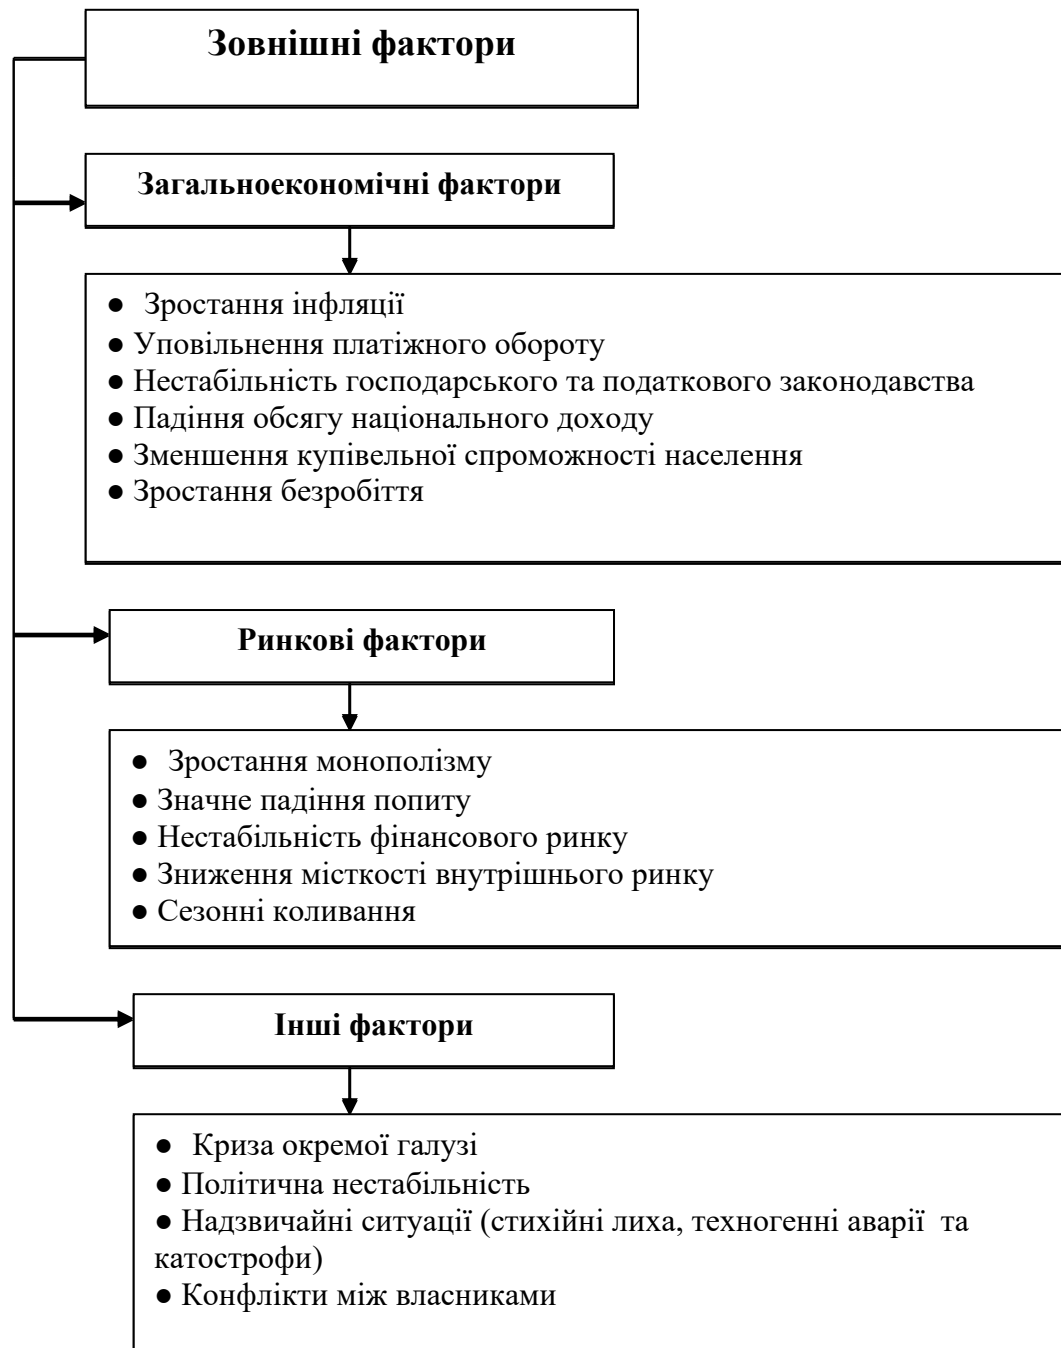 Зовнішні фактори
Загальноекономічні фактори
● Зростання інфляції
● Уповільнення платіжного обороту
● Нестабільність господарського та податкового законодавства
● Падіння обсягу національного доходу
● Зменшення купівельної спроможності населення
● Зростання безробіття
Ринкові фактори
● Зростання монополізму
● Значне падіння попиту
● Нестабільність фінансового ринку
● Зниження місткості внутрішнього ринку
● Сезонні коливання
Інші фактори
● Криза окремої галузі
● Політична нестабільність
● Надзвичайні ситуації (стихійні лиха, техногенні аварії та
катострофи)
● Конфлікти між власниками